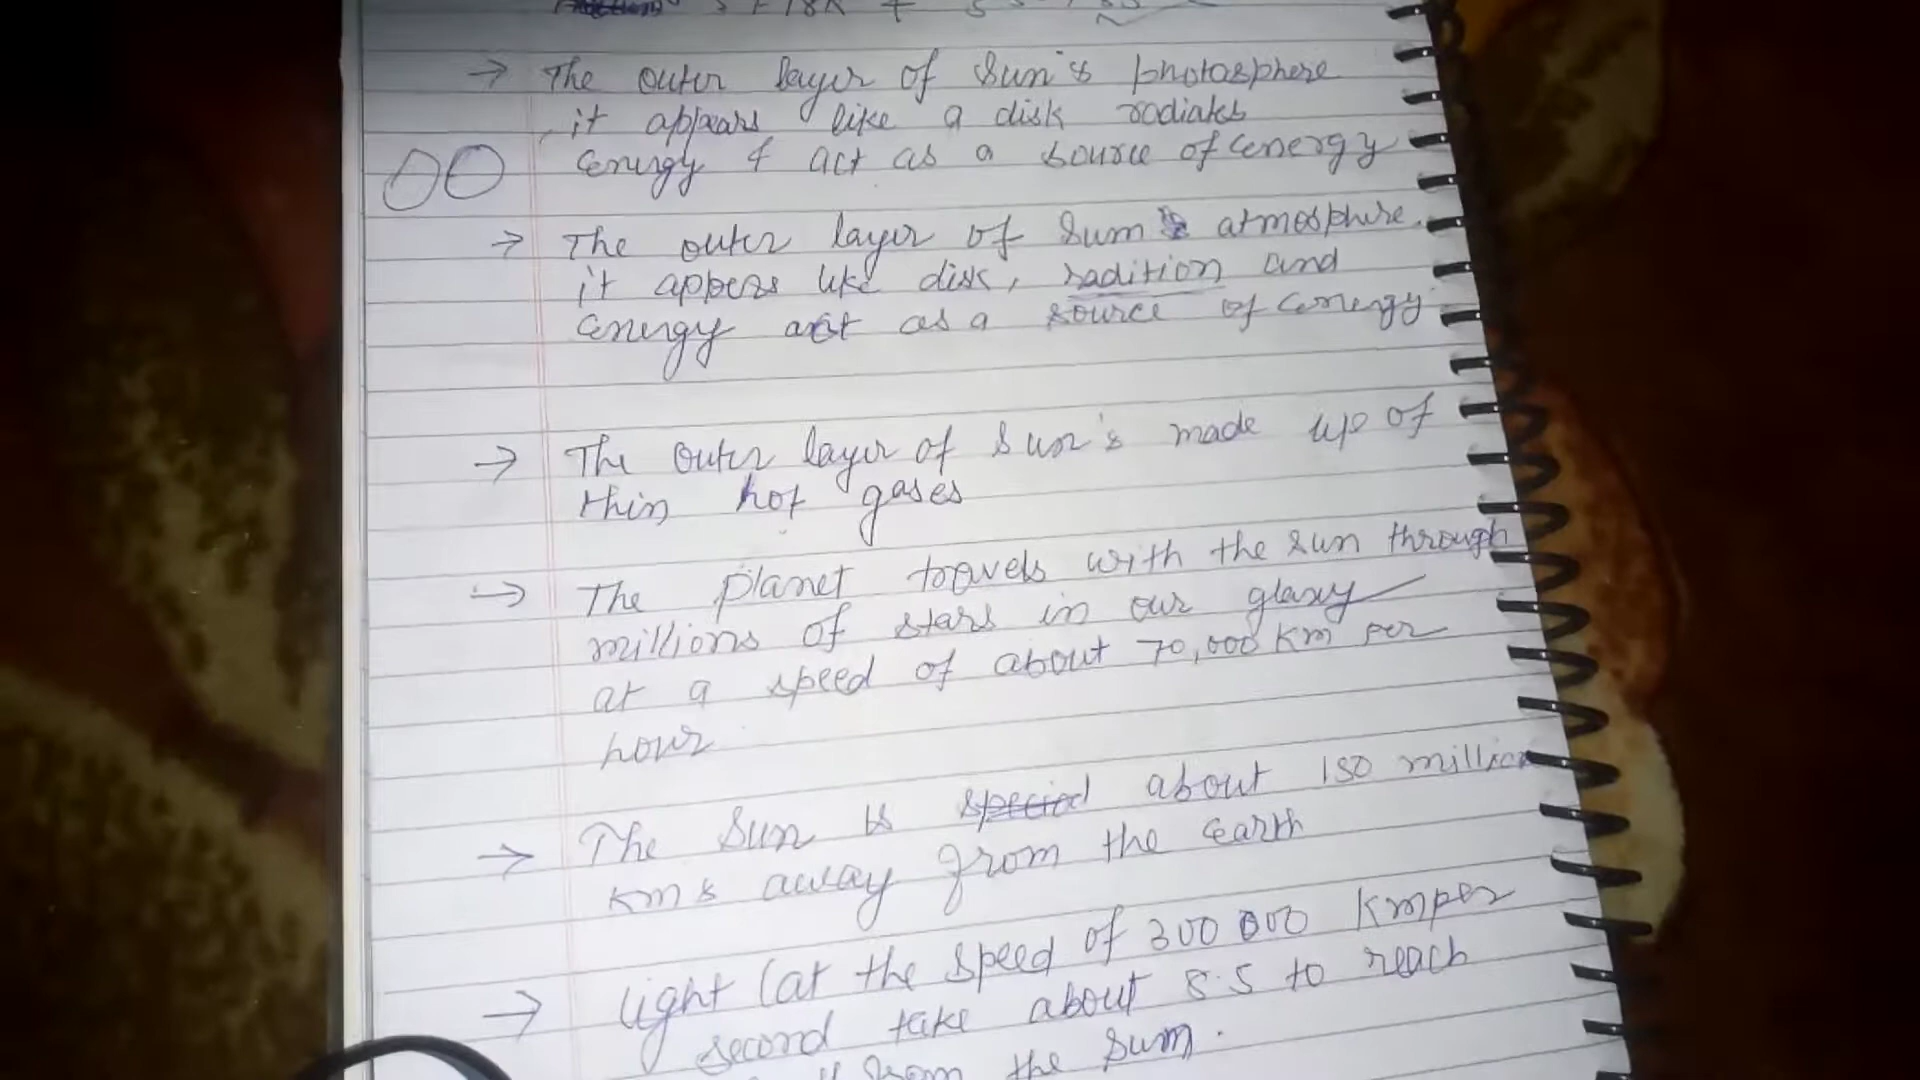 → The outer layer of Sun's photosphere
it appears like a disk radiates
energy & act as a source of energy
→ The outer layer of Sum's atmosphire.
it appers like disk, radition and
energy act as a source of energy
→ The outer layer of Sun's made up of
thin hot gases
→ The planet travels with the sun through
millions of stars in our glaxy
at a speed of about 70,000 Km per
hour
→ The Sun is about 150 million
kms away from the earth
→ light (at the speed of 300 000 Kmper
second take about 8.5 to reach
from the Sum.